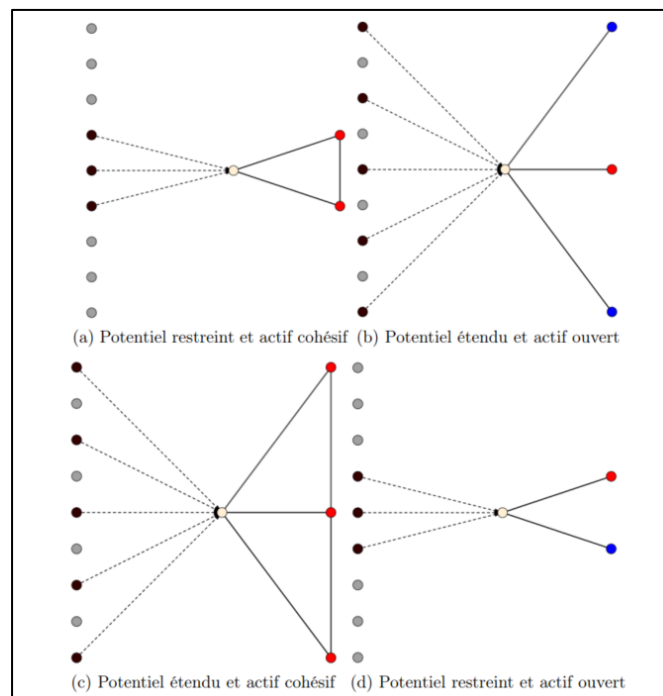 (a) Potentiel restreint et actif cohésif
(b) Potentiel étendu et actif ouvert
(c) Potentiel étendu et actif cohésif
(d) Potentiel restreint et actif ouvert